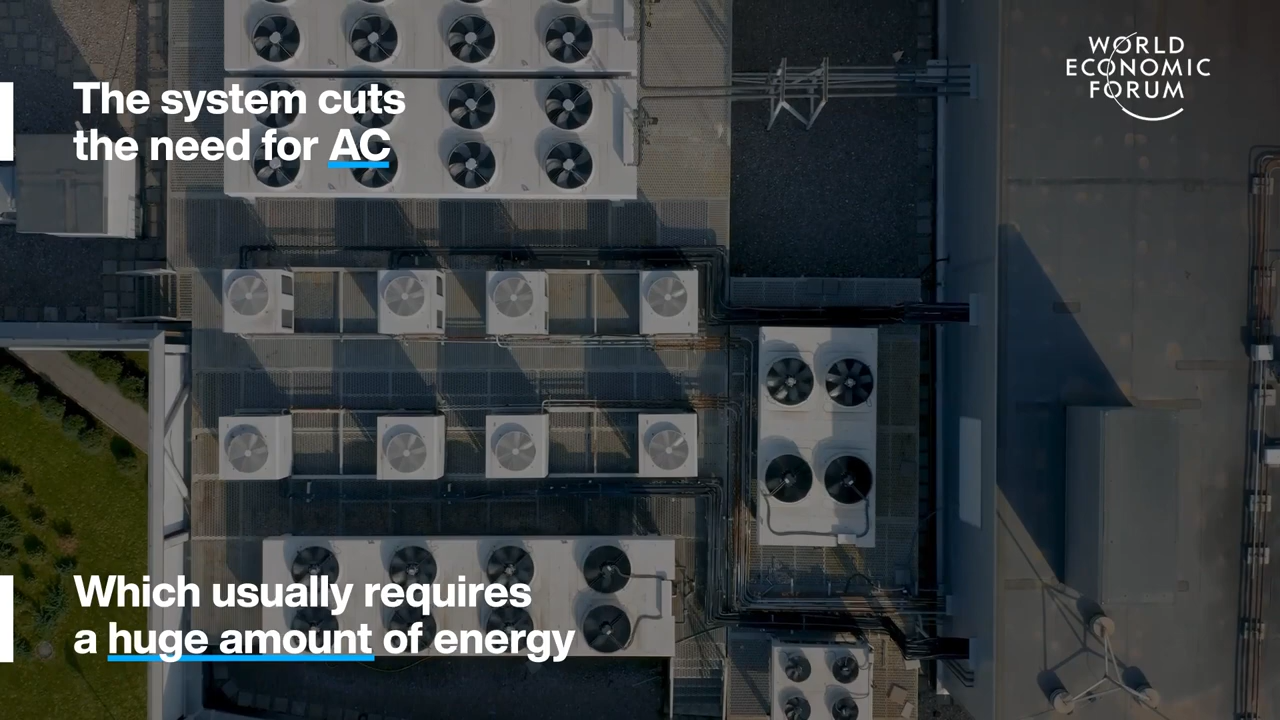 The system cuts
the need for AC
WORLD
ECONOMIC
FORUM
Which usually requires
a huge amount of energy